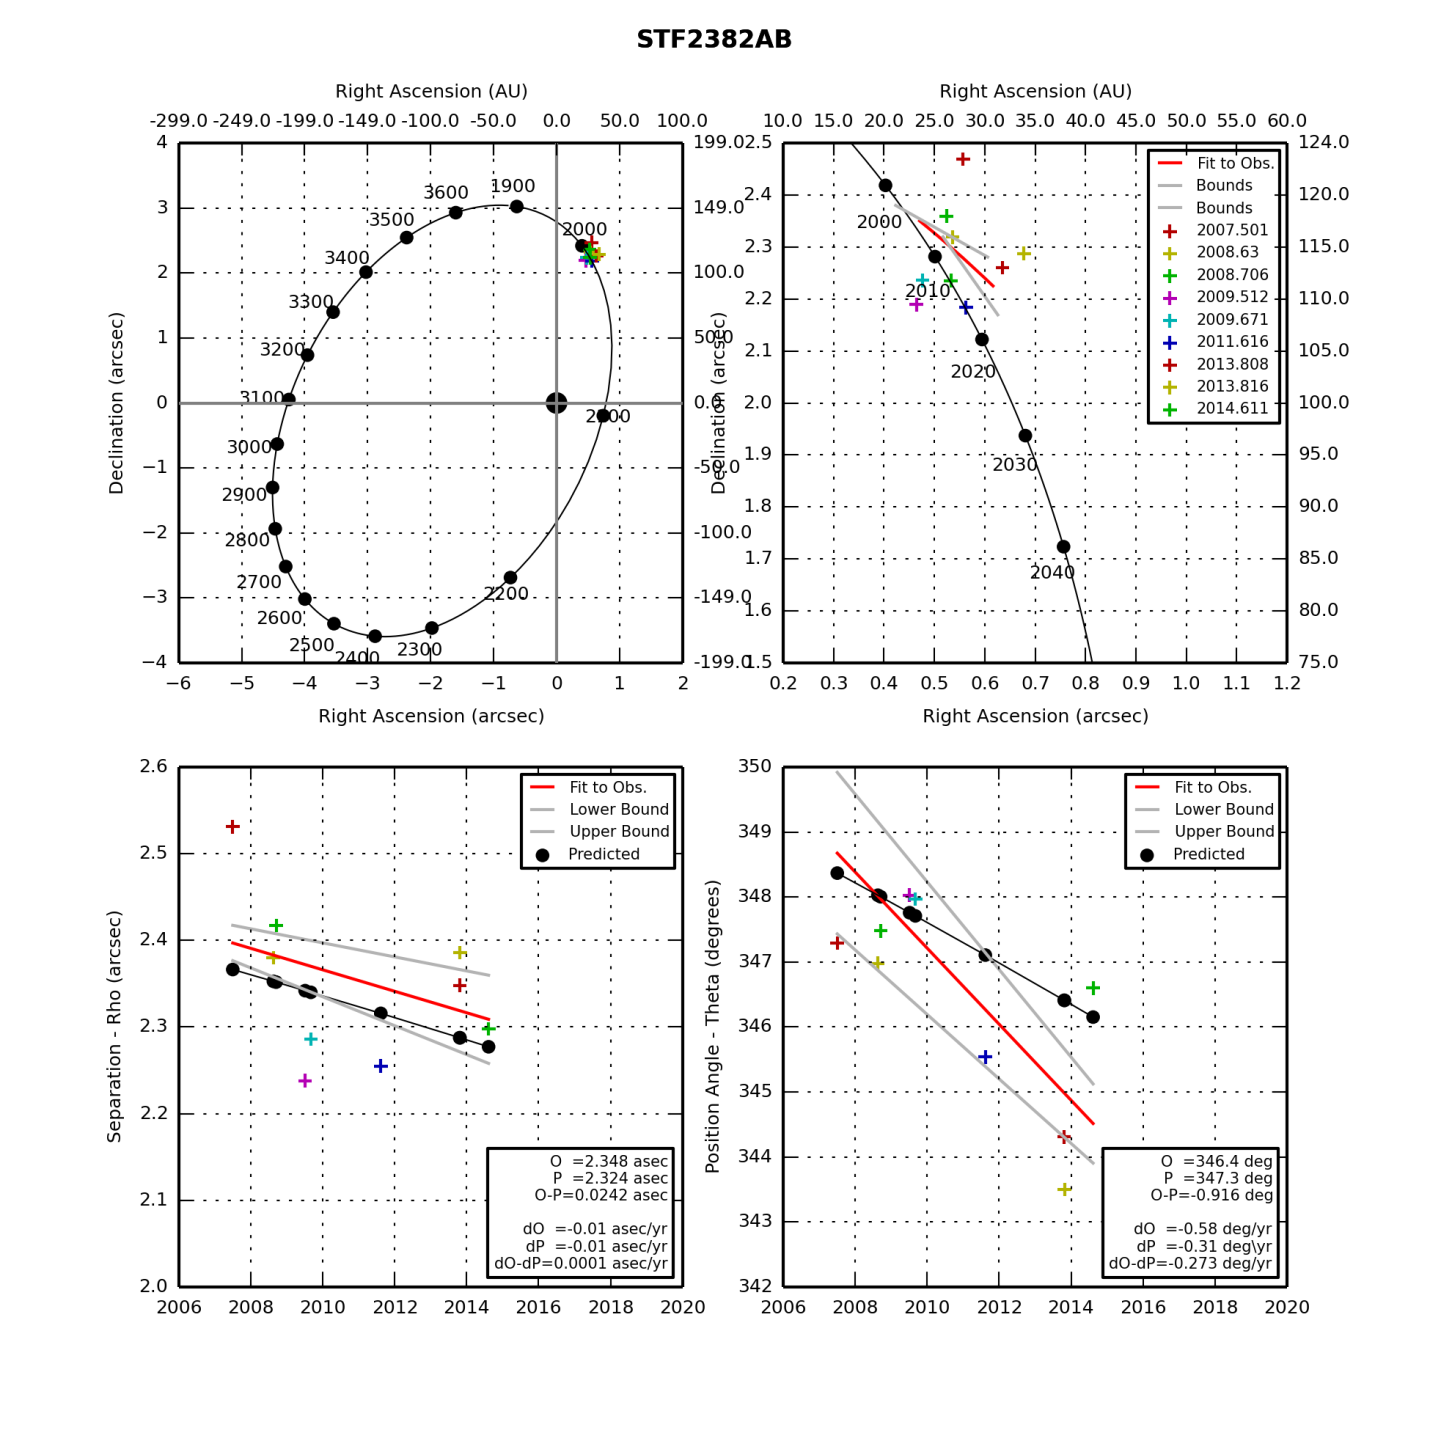 STF2382AB
Right Ascension (AU)
-299.0 -249.0 -199.0 -149.0 -100.0 -50.0 0.0 50.0 100.0
4
3
2
1
0
−1
−2
−3
−4
199.0
149.0
100.0
50.0
0.0
-50.0
-100.0
-149.0
-199.0
Declination (arcsec)
3600
1900
2000
3500
3400
3300
3200
3100
3000
2900
2800
2700
2600
2500
2400
2300
2200
−6 −5 −4 −3 −2 −1 0 1 2
Right Ascension (arcsec)
Right Ascension (AU)
10.0 15.0 20.0 25.0 30.0 35.0 40.0 45.0 50.0 55.0 60.0
2.5
2.4
2.3
2.2
2.1
2.0
1.9
1.8
1.7
1.6
1.5
124.0
120.0
115.0
110.0
105.0
100.0
95.0
90.0
85.0
80.0
75.0
Declination (arcsec)
2000
2010
2020
2030
2040
Fit to Obs.
Bounds
Bounds
2007.501
2008.63
2008.706
2009.512
2009.671
2011.616
2013.808
2013.816
2014.611
0.2 0.3 0.4 0.5 0.6 0.7 0.8 0.9 1.0 1.1 1.2
Right Ascension (arcsec)
2.6
2.5
2.4
2.3
2.2
2.1
2.0
Separation - Rho (arcsec)
Fit to Obs.
Lower Bound
Upper Bound
Predicted
O =2.348 asec
P =2.324 asec
O-P=0.0242 asec
dO =-0.01 asec/yr
dP =-0.01 asec/yr
dO-dP=0.0001 asec/yr
2006 2008 2010 2012 2014 2016 2018 2020
350
349
348
347
346
345
344
343
342
Position Angle - Theta (degrees)
Fit to Obs.
Lower Bound
Upper Bound
Predicted
O =346.4 deg
P =347.3 deg
O-P=-0.916 deg
dO =-0.58 deg/yr
dP =-0.31 deg\yr
dO-dP=-0.273 deg/yr
2006 2008 2010 2012 2014 2016 2018 2020